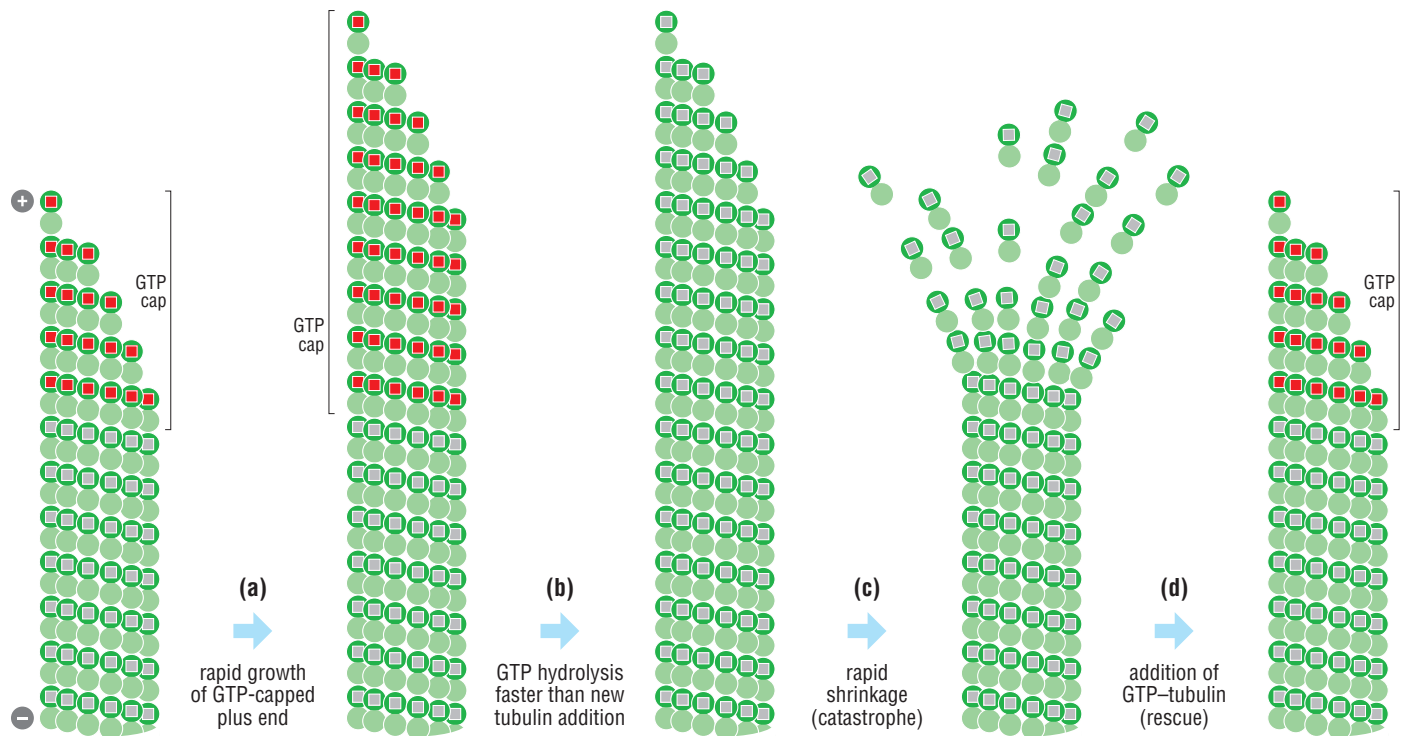 +
GTP
cap
−
(a)
rapid growth
of GTP-capped
plus end
GTP
cap
(b)
GTP hydrolysis
faster than new
tubulin addition
(c)
rapid
shrinkage
(catastrophe)
(d)
addition of
GTP–tubulin
(rescue)
GTP
cap